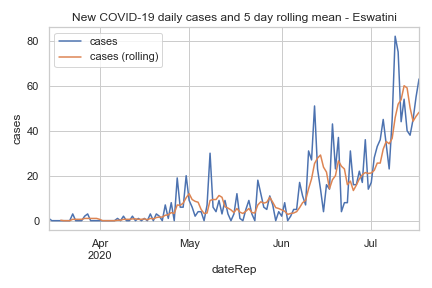 New COVID-19 daily cases and 5 day rolling mean - Eswatini
cases
cases (rolling)
80
60
40
20
0
cases
Apr
2020
May
Jun
Jul
dateRep